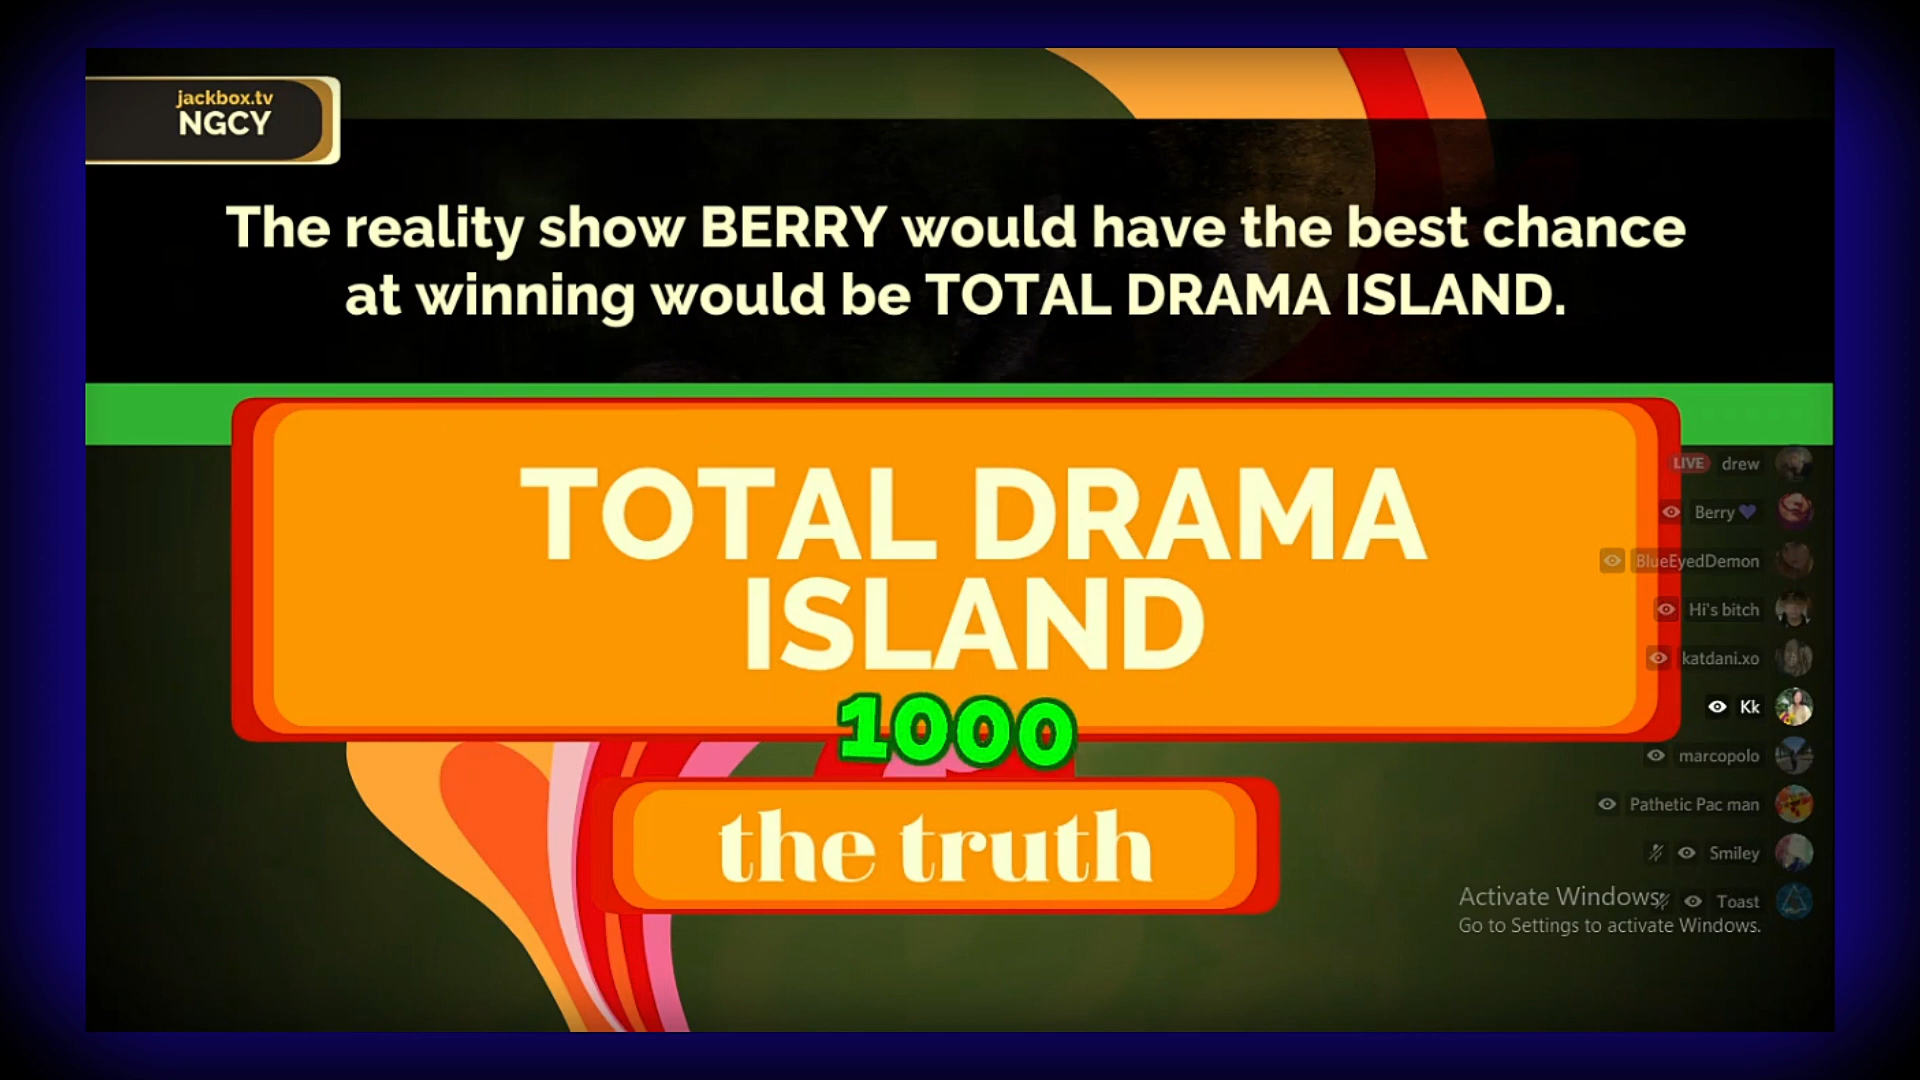 jackbox.tv
NGCY
The reality show BERRY would have the best chance
at winning would be TOTAL DRAMA ISLAND.
TOTAL DRAMA
ISLAND
1000
the truth
LIVE drew
Berry💜
BlueEyedDemon
Hi's bitch
katdani.xo
Kk
marcopolo
Pathetic Pac man
Smiley
Toast
Activate Windows
Go to Settings to activate Windows.